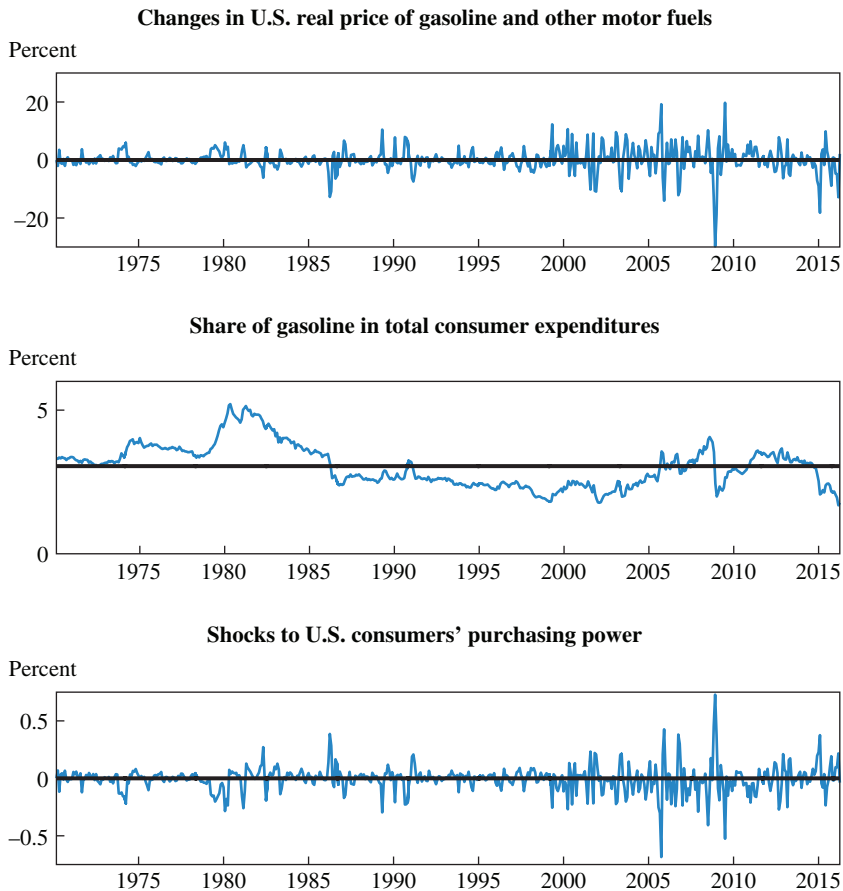 Changes in U.S. real price of gasoline and other motor fuels
Percent
20
0
–20
1975 1980 1985 1990 1995 2000 2005 2010 2015
Share of gasoline in total consumer expenditures
Percent
5
0
1975 1980 1985 1990 1995 2000 2005 2010 2015
Shocks to U.S. consumers’ purchasing power
Percent
0.5
0
–0.5
1975 1980 1985 1990 1995 2000 2005 2010 2015